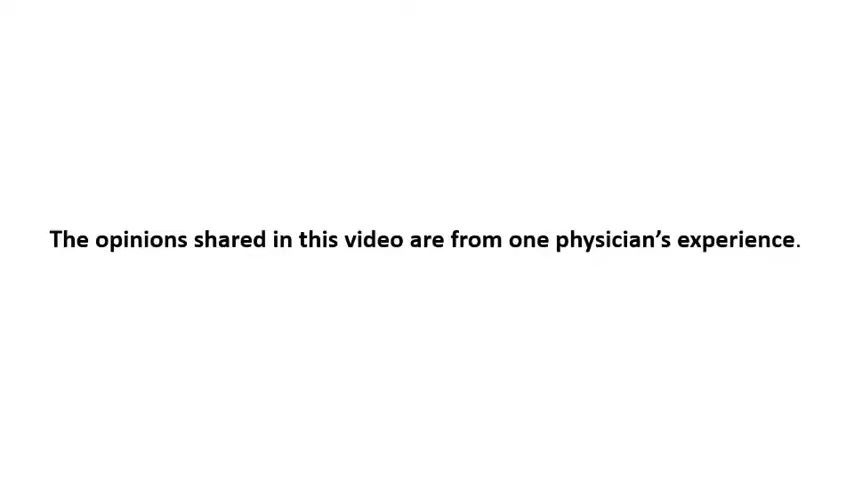 The opinions shared in this video are from one physician’s experience.